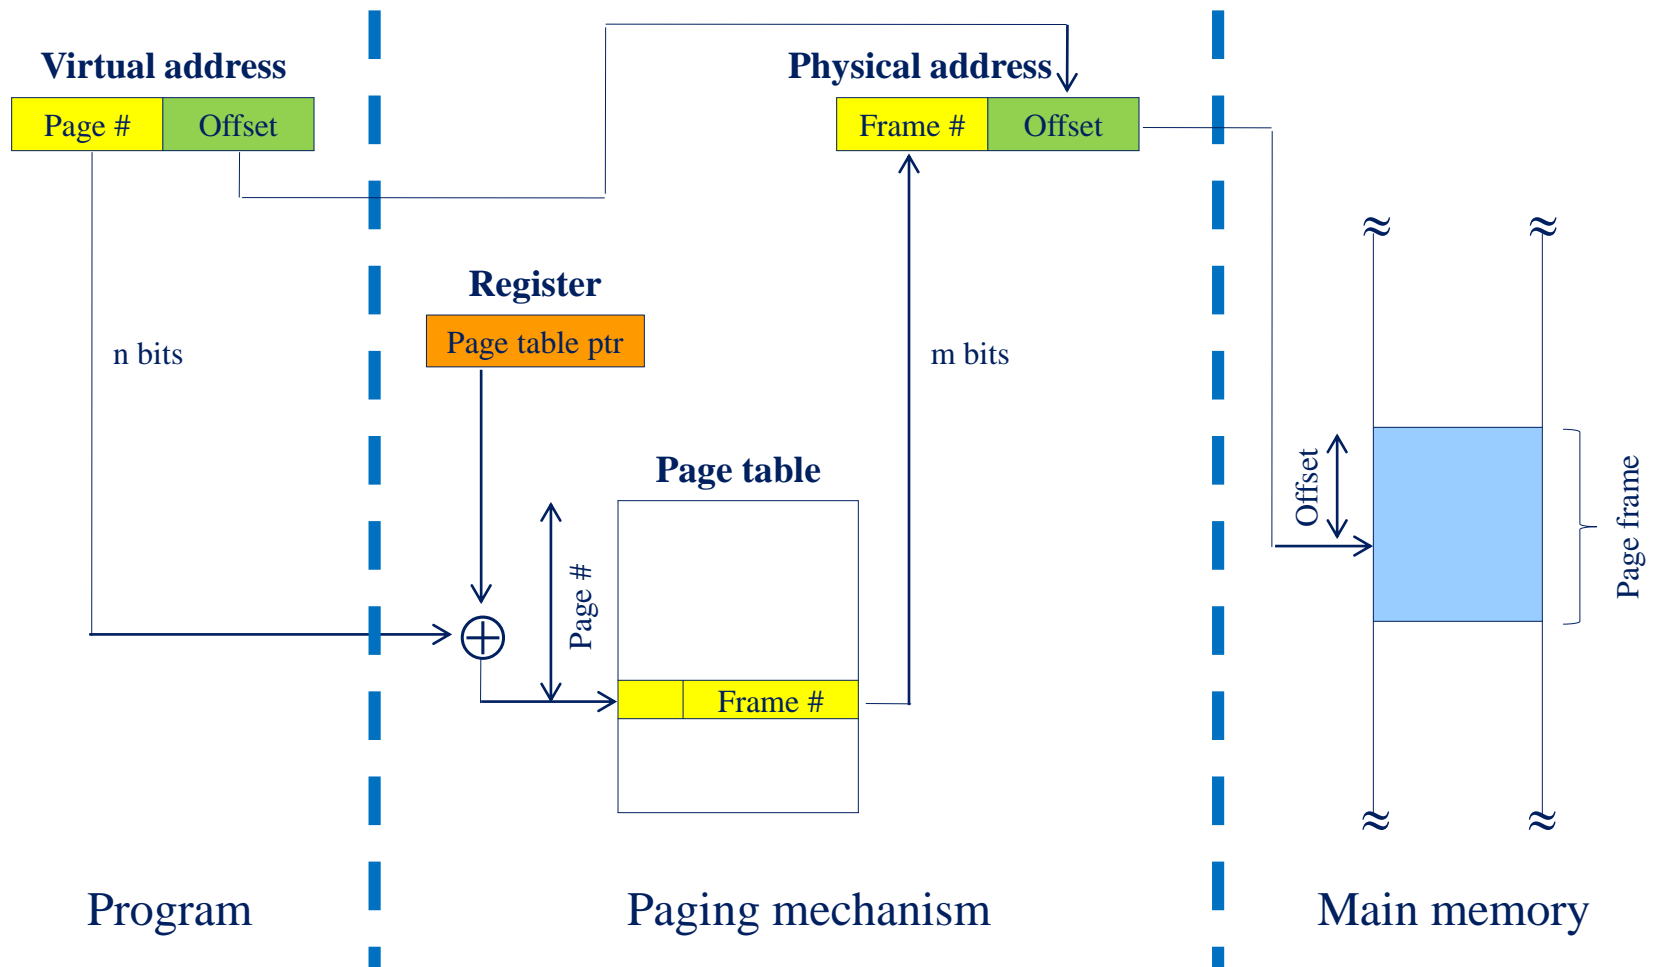 Virtual address
Physical address
Page #
Offset
Frame #
Offset
Register
Page table ptr
n bits
m bits
Page table
Page #
Frame #
Offset
Page frame
Program
Paging mechanism
Main memory